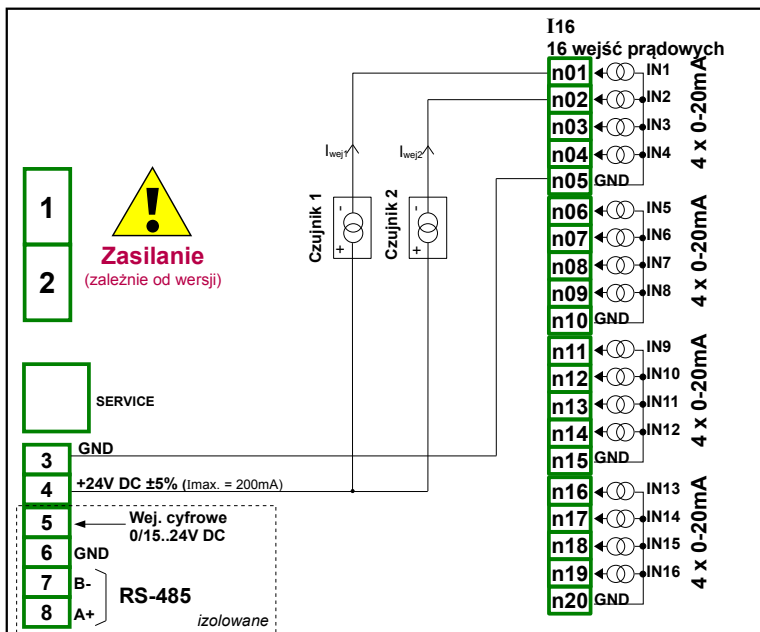 I16
16 wejść prądowych
n01 IN1
n02 IN2
n03 IN3
n04 IN4
n05 GND
4 x 0-20mA
n06 IN5
n07 IN6
n08 IN7
n09 IN8
n10 GND
4 x 0-20mA
n11 IN9
n12 IN10
n13 IN11
n14 IN12
n15 GND
4 x 0-20mA
n16 IN13
n17 IN14
n18 IN15
n19 IN16
n20 GND
4 x 0-20mA
Iwej1
Iwej2
Czujnik 1
- +
Czujnik 2
- +
1
2
!
Zasilanie
(zależnie od wersji)
SERVICE
3 GND
4 +24V DC ±5% (Imax. = 200mA)
5 Wej. cyfrowe
0/15..24V DC
6 GND
7 B-
RS-485
8 A+
izolowane